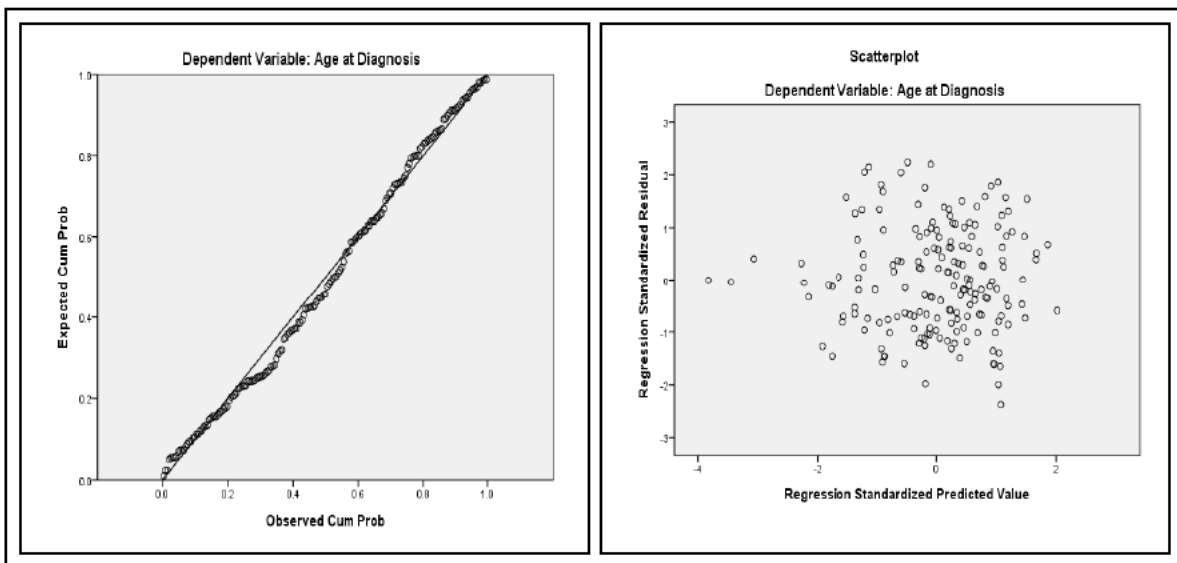 Dependent Variable: Age at Diagnosis
1.0
0.8
0.6
0.4
0.2
0.0
Expected Cum Prob
0.0 0.2 0.4 0.6 0.8 1.0
Observed Cum Prob
Scatterplot
Dependent Variable: Age at Diagnosis
3
2
1
0
-1
-2
-3
Regression Standardized Residual
-4 -2 0 2
Regression Standardized Predicted Value